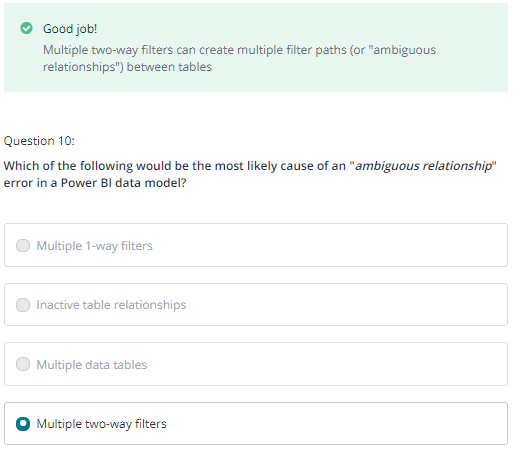 Good job!
Multiple two-way filters can create multiple filter paths (or "ambiguous
relationships") between tables
Question 10:
Which of the following would be the most likely cause of an "ambiguous relationship"
error in a Power BI data model?
Multiple 1-way filters
Inactive table relationships
Multiple data tables
Multiple two-way filters